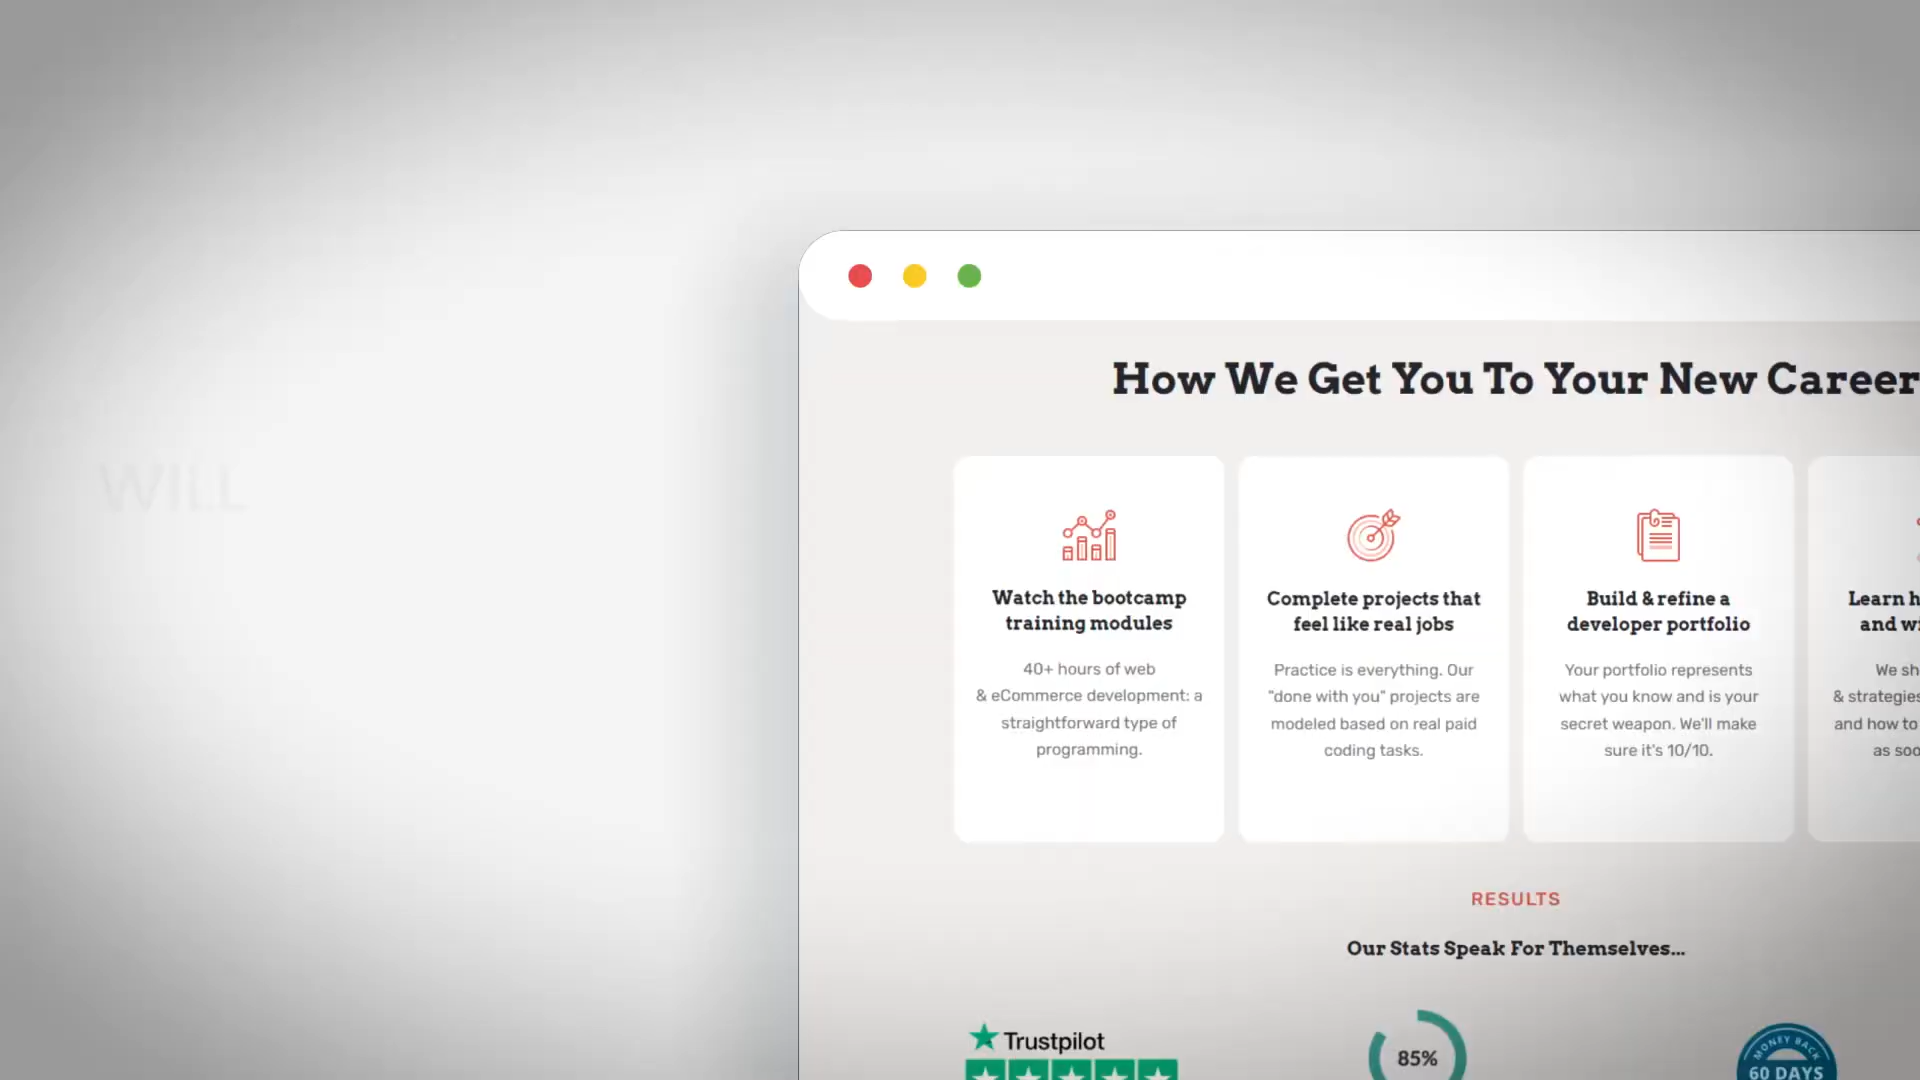 WILL
How We Get You To Your New Career
Watch the bootcamp
training modules
40+ hours of web
& eCommerce development: a
straightforward type of
programming.
Complete projects that
feel like real jobs
Practice is everything. Our
"done with you" projects are
modeled based on real paid
coding tasks.
Build & refine a
developer portfolio
Your portfolio represents
what you know and is your
secret weapon. We'll make
sure it's 10/10.
Learn
and
We
& strategies
and how to
as
RESULTS
Our Stats Speak For Themselves...
Trustpilot
85%
MONEY BACK
60 DAYS